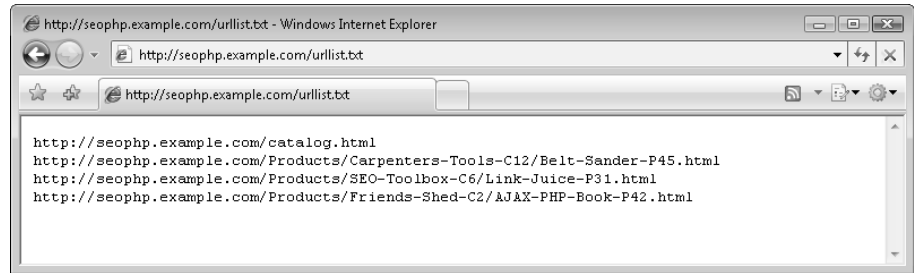 http://seophp.example.com/urllist.txt - Windows Internet Explorer
http://seophp.example.com/urllist.txt
http://seophp.example.com/urllist.txt
http://seophp.example.com/catalog.html
http://seophp.example.com/Products/Carpenters-Tools-C12/Belt-Sander-P45.html
http://seophp.example.com/Products/SEO-Toolbox-C6/Link-Juice-P31.html
http://seophp.example.com/Products/Friends-Shed-C2/AJAX-PHP-Book-P42.html